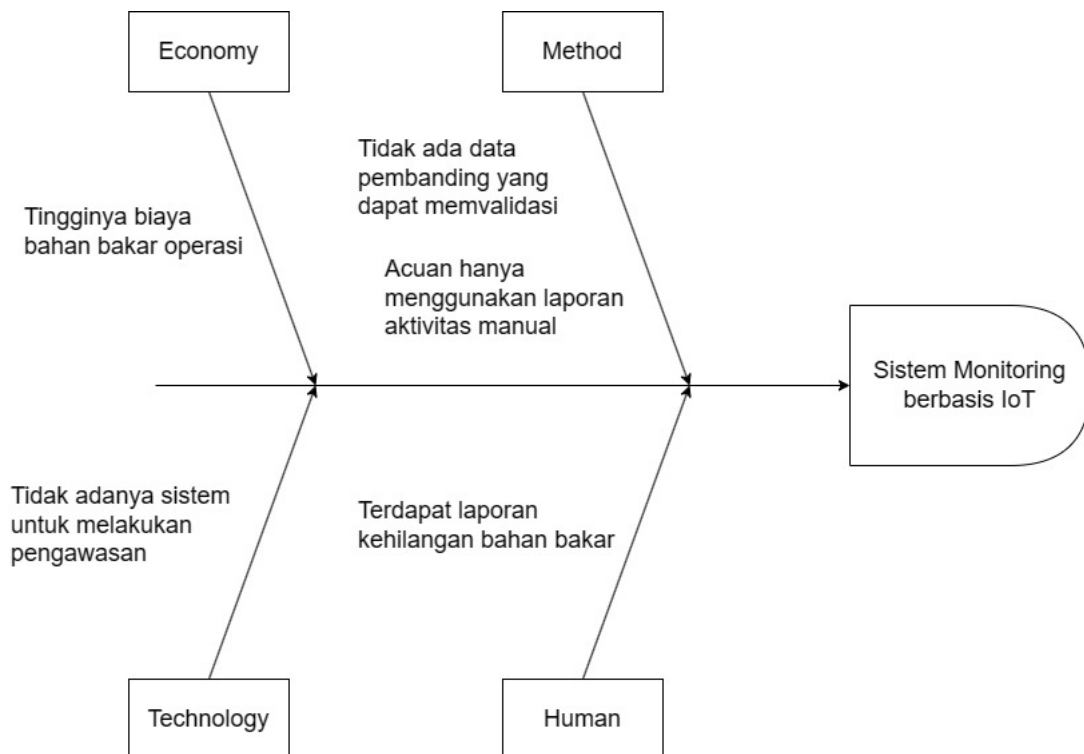 Economy
Method
Tidak ada data
pembanding yang
dapat memvalidasi
Tingginya biaya
bahan bakar operasi
Acuan hanya
menggunakan laporan
aktivitas manual
Sistem Monitoring
berbasis IoT
Tidak adanya sistem
untuk melakukan
pengawasan
Terdapat laporan
kehilangan bahan bakar
Technology
Human